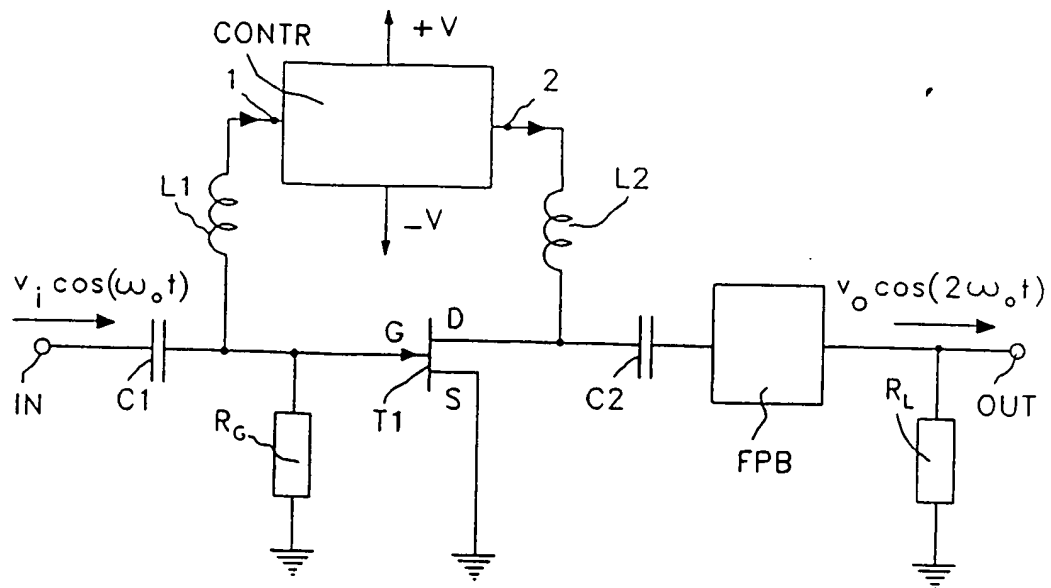 CONTR
+V
1
2
L1
L2
−V
v_i cos(ω_o t)
v_o cos(2ω_o t)
G
D
IN
C1
T1
S
C2
R_L
OUT
R_G
FPB